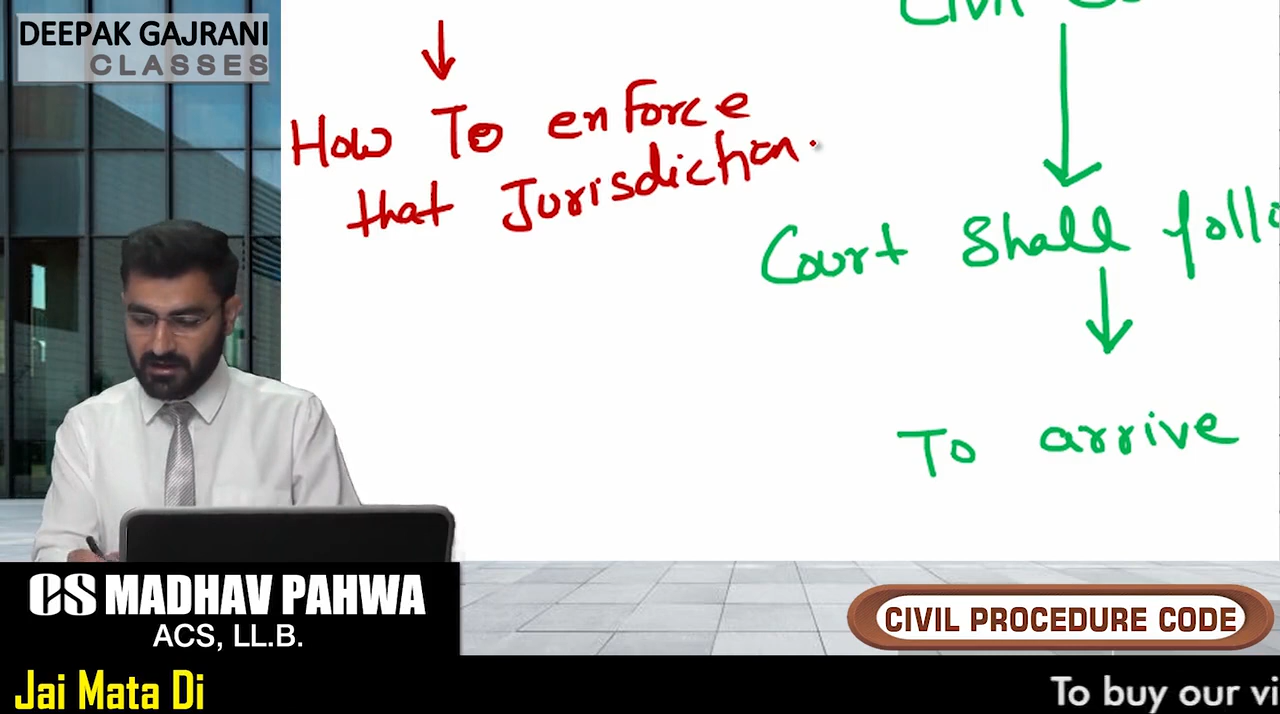 DEEPAK GAJRANI
CLASSES
How To enforce
that Jurisdiction.
Civil
Court Shall
To arrive
CS MADHAV PAHWA
ACS, LL.B.
CIVIL PROCEDURE CODE
Jai Mata Di
To buy our